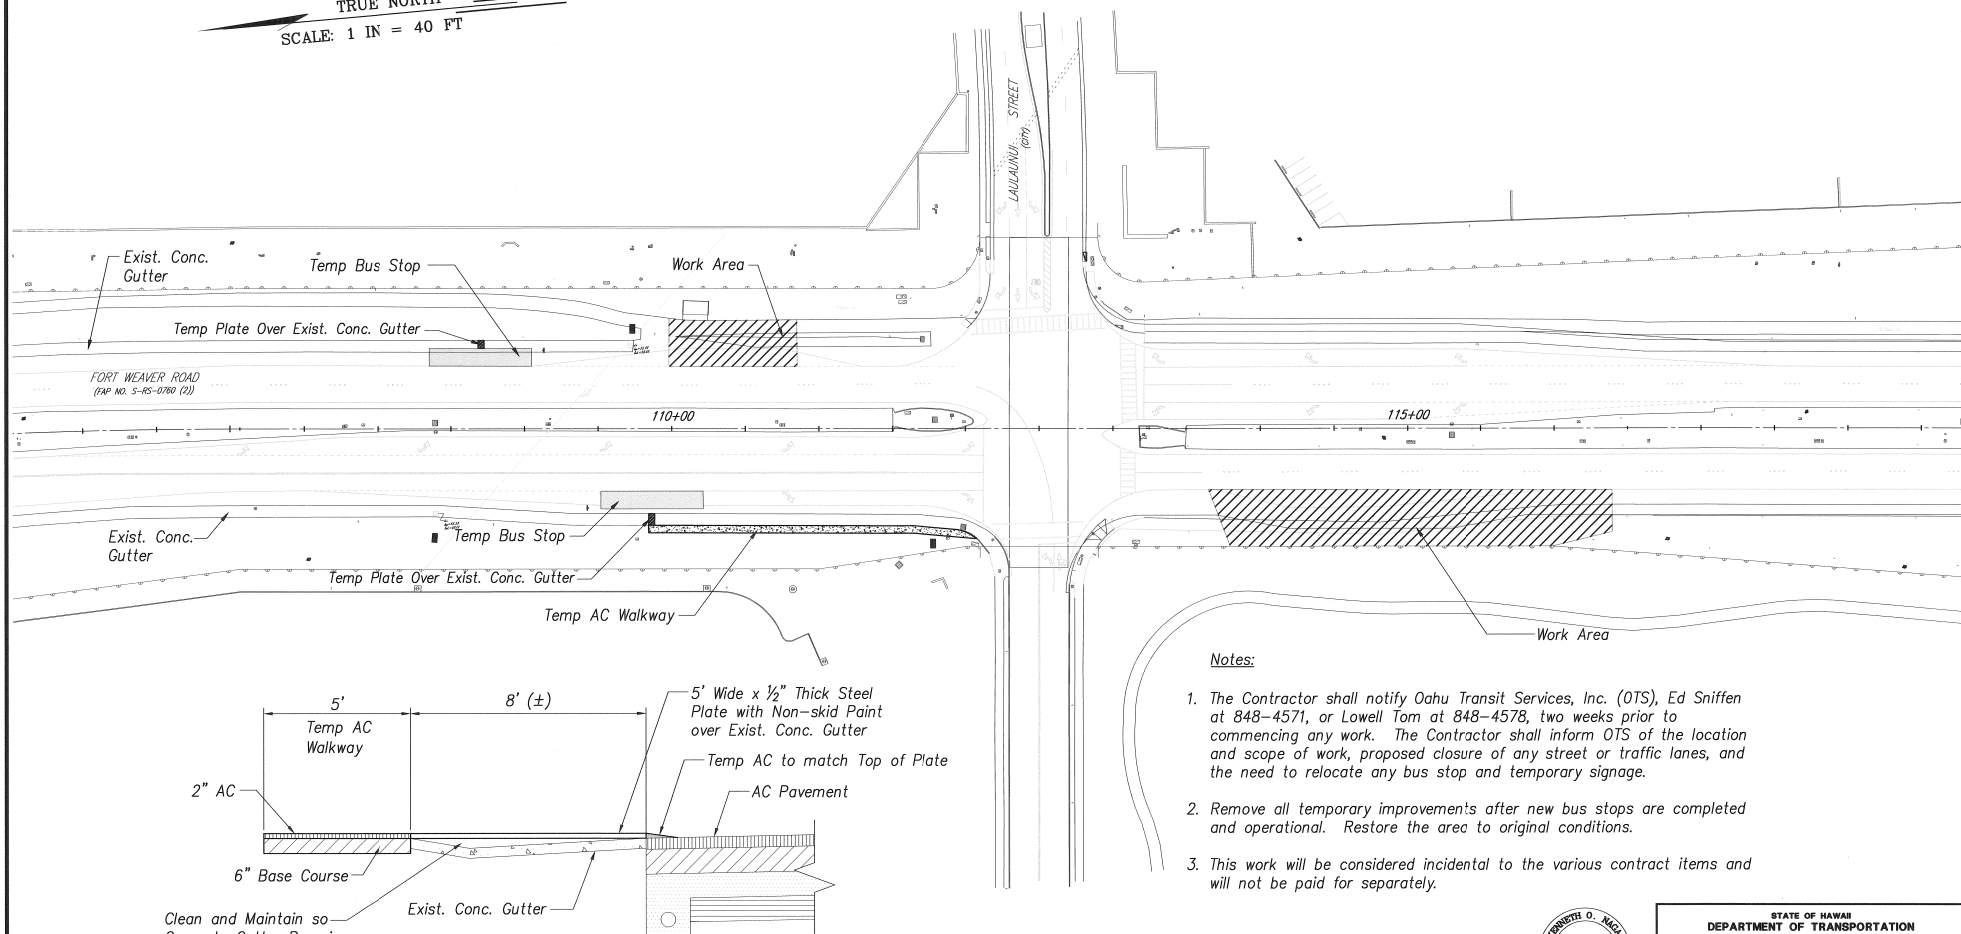 TRUE NORTH
SCALE: 1 IN = 40 FT
LAULAUNUI STREET
(CITY)
Exist. Conc.
Gutter
Temp Bus Stop
Work Area
Temp Plate Over Exist. Conc. Gutter
FORT WEAVER ROAD
(FAP NO. S-RS-0760 (2))
110+00
115+00
Exist. Conc.
Gutter
Temp Bus Stop
Temp Plate Over Exist. Conc. Gutter
Temp AC Walkway
Work Area
5'
8' (±)
Temp AC
Walkway
5' Wide x ½" Thick Steel
Plate with Non-skid Paint
over Exist. Conc. Gutter
Temp AC to match Top of Plate
2" AC
AC Pavement
6" Base Course
Exist. Conc. Gutter
Clean and Maintain so
Notes:
1. The Contractor shall notify Oahu Transit Services, Inc. (OTS), Ed Sniffen
at 848-4571, or Lowell Tom at 848-4578, two weeks prior to
commencing any work. The Contractor shall inform OTS of the location
and scope of work, proposed closure of any street or traffic lanes, and
the need to relocate any bus stop and temporary signage.
2. Remove all temporary improvements after new bus stops are completed
and operational. Restore the area to original conditions.
3. This work will be considered incidental to the various contract items and
will not be paid for separately.
STATE OF HAWAII
DEPARTMENT OF TRANSPORTATION